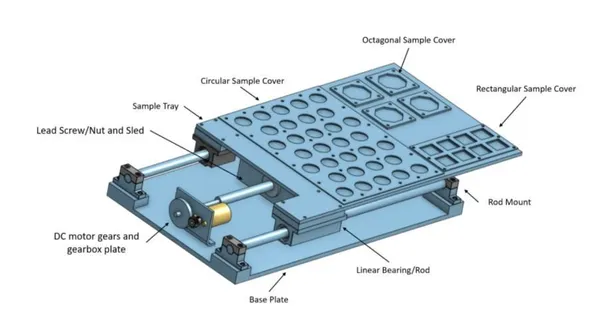 Octagonal Sample Cover
Circular Sample Cover
Rectangular Sample Cover
Sample Tray
Lead Screw/Nut and Sled
Rod Mount
DC motor gears and
gearbox plate
Linear Bearing/Rod
Base Plate